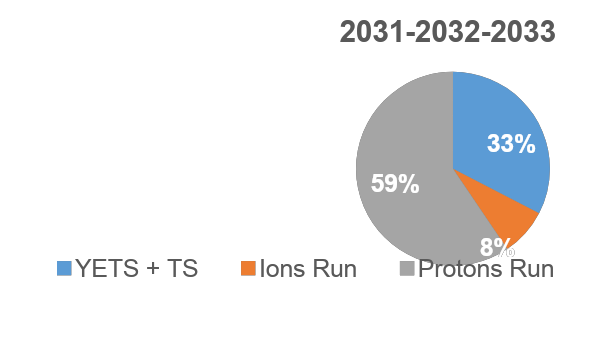 2031-2032-2033
33%
59%
8%
YETS + TS Ions Run Protons Run